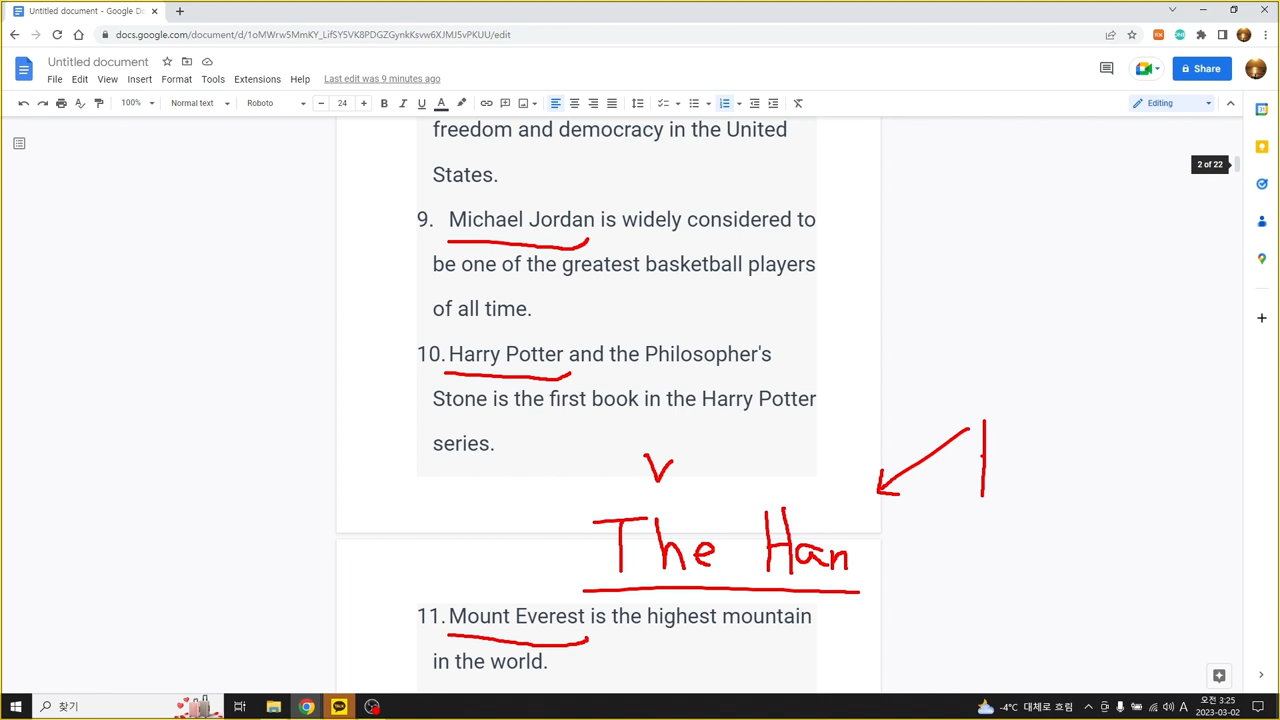 Untitled document - Google Do
docs.google.com/document/d/1oMWrw5MmKY_LifSY5VK8PDGZGynkKsvw6XJMJ5vPKUU/edit
Untitled document
File Edit View Insert Format Tools Extensions Help Last edit was 9 minutes ago
Share
100% Normal text Roboto 24 B I U A Editing
2 of 22
freedom and democracy in the United
States.
9. Michael Jordan is widely considered to
be one of the greatest basketball players
of all time.
10. Harry Potter and the Philosopher's
Stone is the first book in the Harry Potter
series.
V
The Han
11. Mount Everest is the highest mountain
in the world.
찾기
-4°C 대체로 흐림 A 오후 3:25
2023-03-02